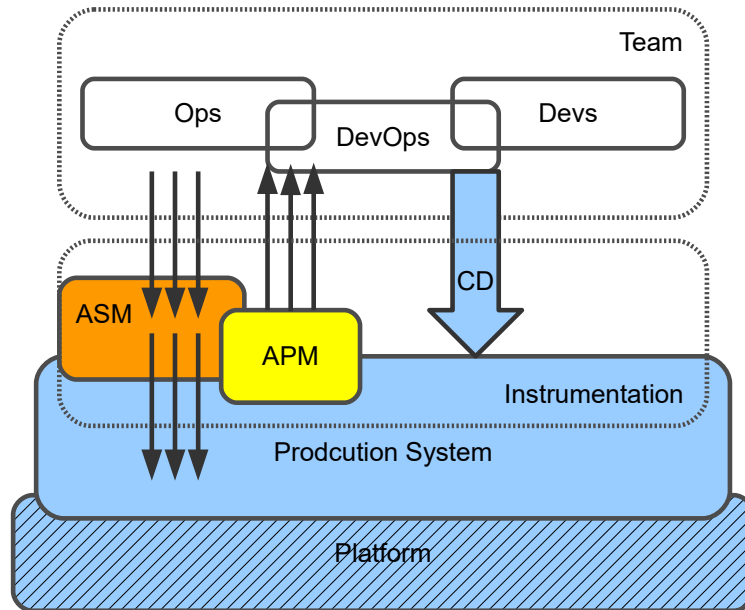 Team
Ops
DevOps
Devs
CD
ASM
APM
Instrumentation
Prodcution System
Platform